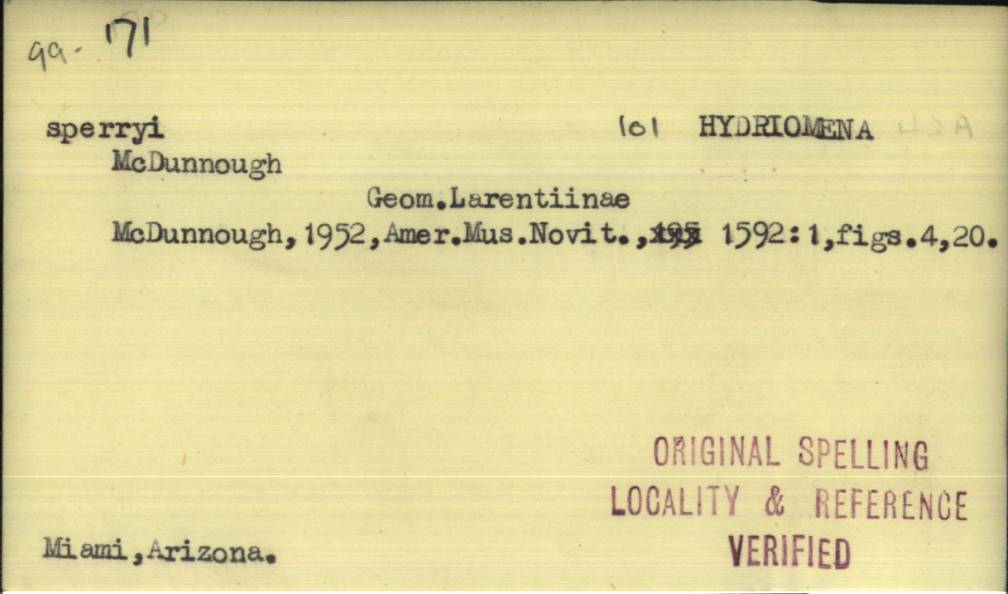 99- 171
sperryi 101 HYDRIOMENA
McDunnough
Geom.Larentiinae
McDunnough,1952,Amer.Mus.Novit., 1592:1,figs.4,20.
ORIGINAL SPELLING
LOCALITY & REFERENCE
Miami,Arizona. VERIFIED